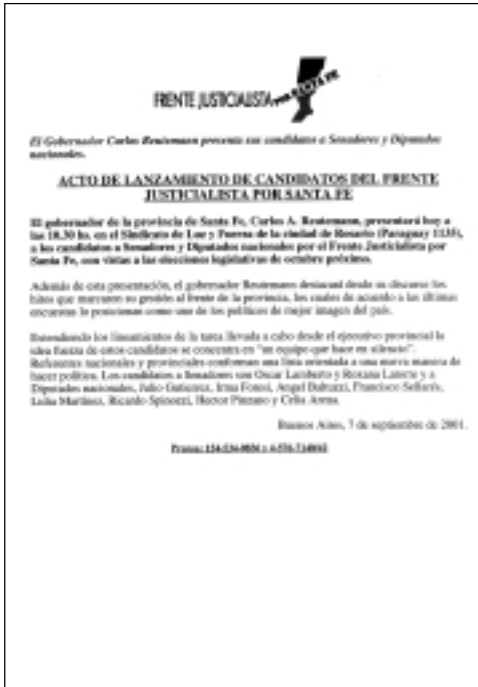 FRENTE JUSTICIALISTA POR SANTA FE
El Gobernador Carlos Reutemann presenta sus candidatos a Senadores y Diputados
nacionales.
ACTO DE LANZAMIENTO DE CANDIDATOS DEL FRENTE
JUSTICIALISTA POR SANTA FE
El gobernador de la provincia de Santa Fe, Carlos A. Reutemann, presentará hoy a
las 18.30 hs. en el Sindicato de Luz y Fuerza de la ciudad de Rosario (Paraguay 1135),
a los candidatos a Senadores y Diputados nacionales por el Frente Justicialista por
Santa Fe, con vistas a las elecciones legislativas de octubre próximo.
Además de esta presentación, el gobernador Reutemann destacará desde su discurso los
hitos que marcaron su gestión al frente de la provincia, los cuales de acuerdo a las últimas
encuestas lo posicionan como uno de los políticos de mejor imagen del país.
Entendiendo los lineamientos de la tarea llevada a cabo desde el ejecutivo provincial la
idea fuerza de estos candidatos se concentra en "un equipo que hace en silencio".
Referentes nacionales y provinciales conforman una lista orientada a una nueva manera de
hacer política. Los candidatos a Senadores son Oscar Lamberto y Roxana Latorre y a
Diputados nacionales, Julio Gutierrez, Irma Foresi, Angel Baltuzzi, Francisco Sellarés,
Lidia Martínez, Ricardo Spinozzi, Hector Pizzano y Celia Arena.
Buenos Aires, 7 de septiembre de 2001.
Prensa: